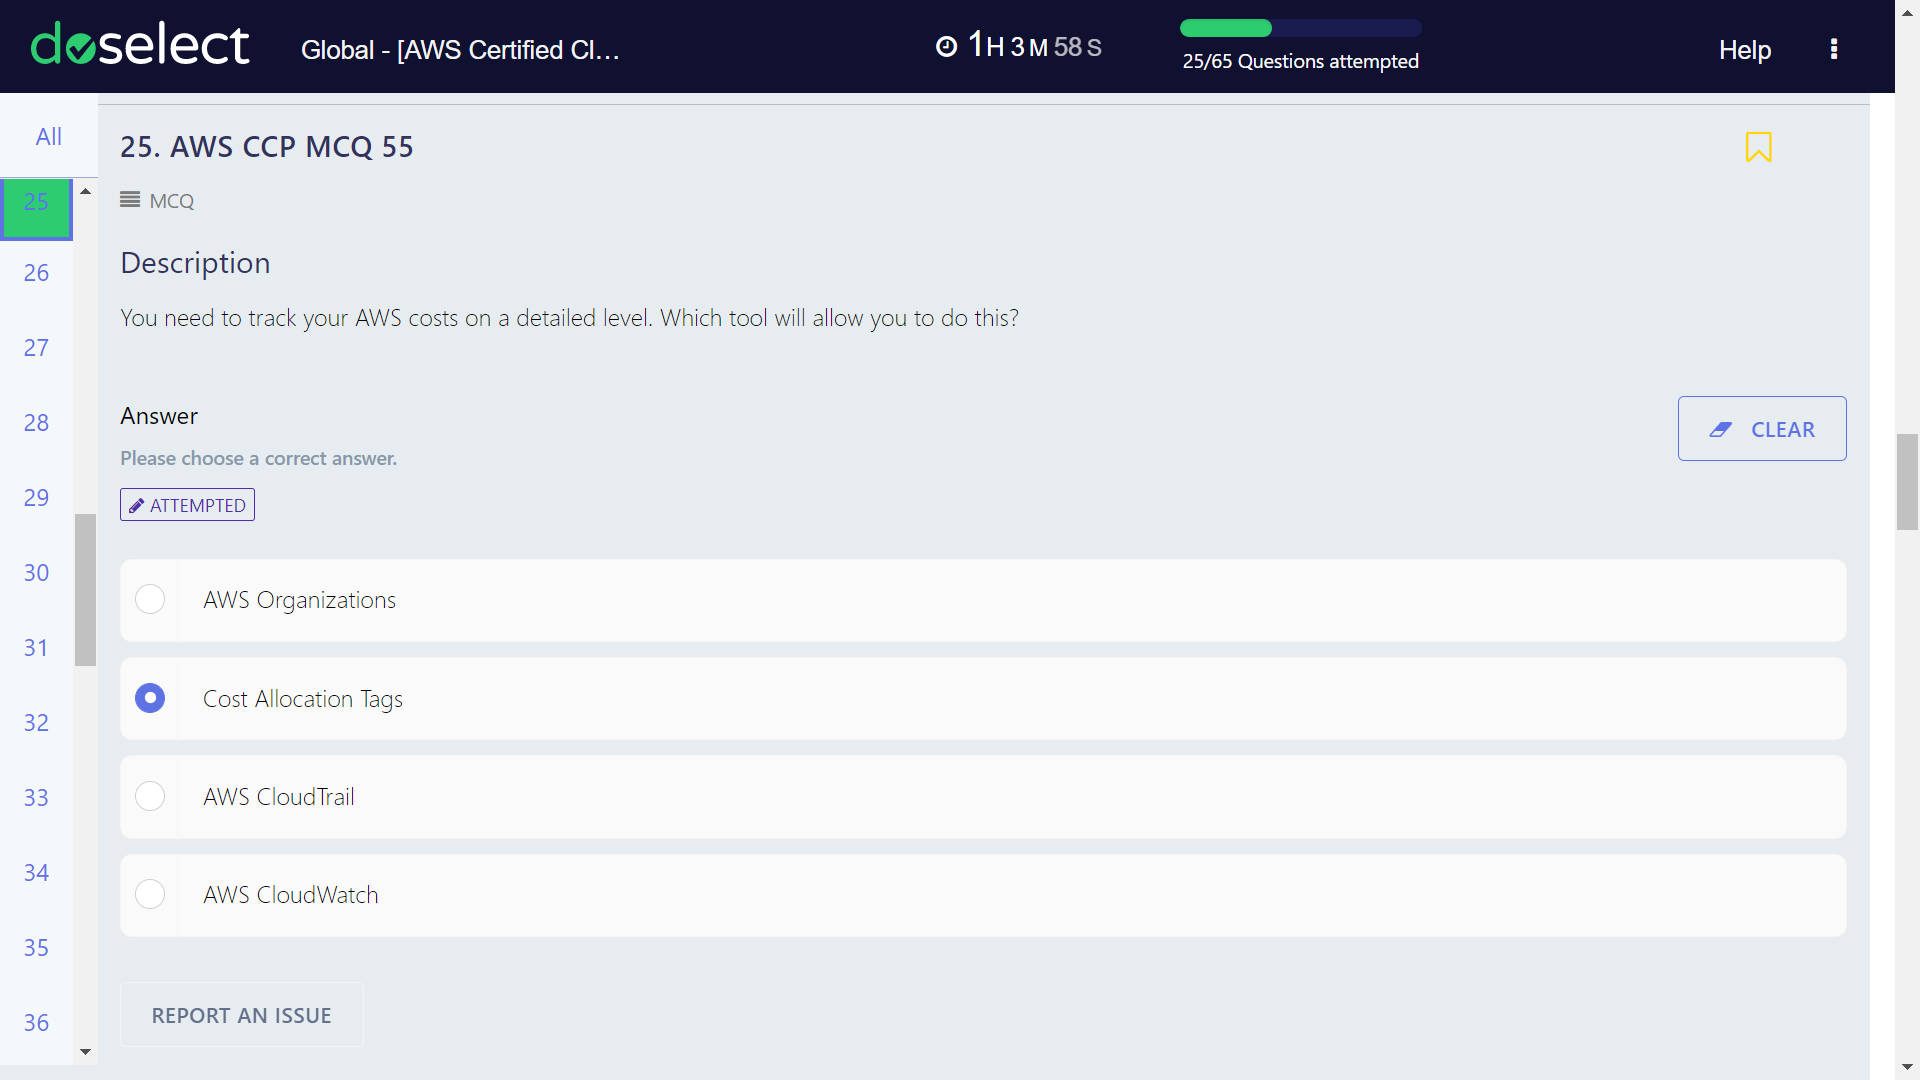 doselect
Global - [AWS Certified Cl...
1H 3M 58S
25/65 Questions attempted
Help
All
25
26
27
28
29
30
31
32
33
34
35
36
25. AWS CCP MCQ 55
MCQ
Description
You need to track your AWS costs on a detailed level. Which tool will allow you to do this?
Answer
Please choose a correct answer.
CLEAR
ATTEMPTED
AWS Organizations
Cost Allocation Tags
AWS CloudTrail
AWS CloudWatch
REPORT AN ISSUE